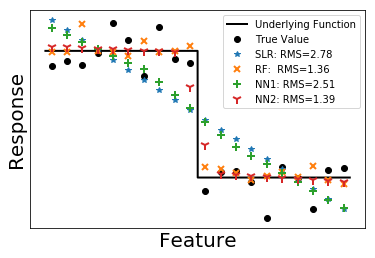 Underlying Function
True Value
SLR: RMS=2.78
RF: RMS=1.36
NN1: RMS=2.51
NN2: RMS=1.39
Response
Feature